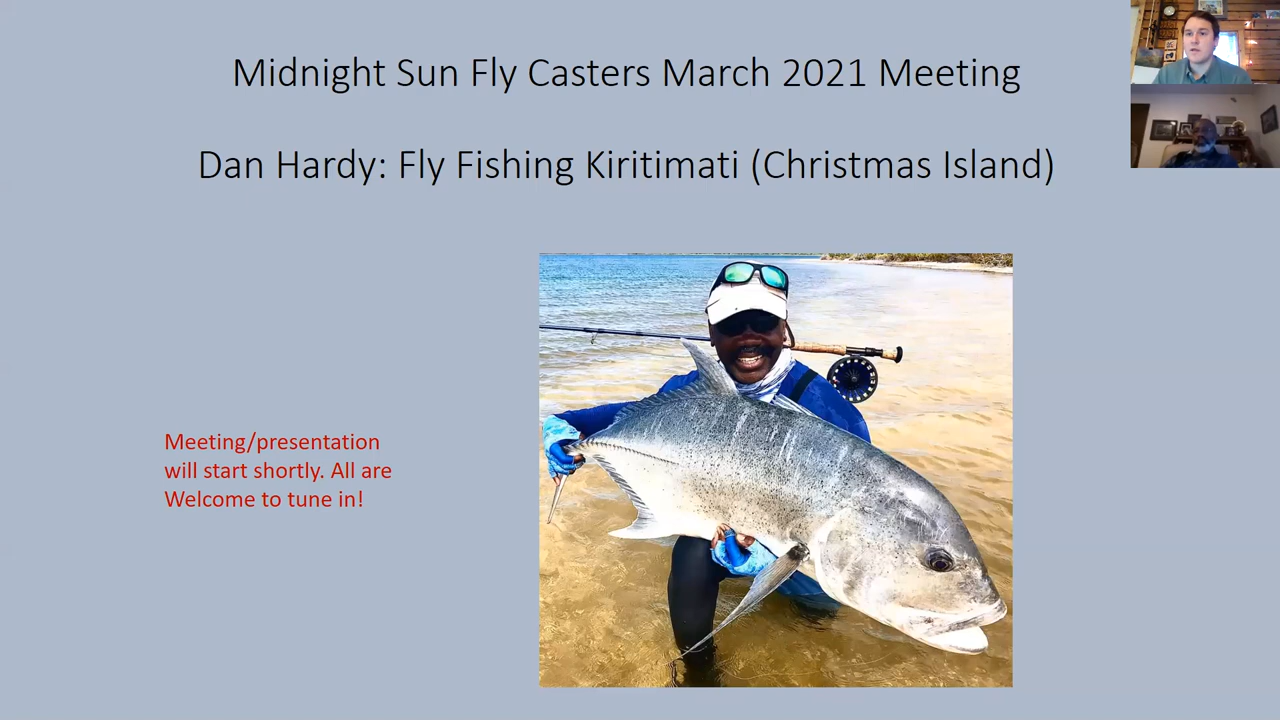 Midnight Sun Fly Casters March 2021 Meeting
Dan Hardy: Fly Fishing Kiritimati (Christmas Island)
Meeting/presentation
will start shortly. All are
Welcome to tune in!